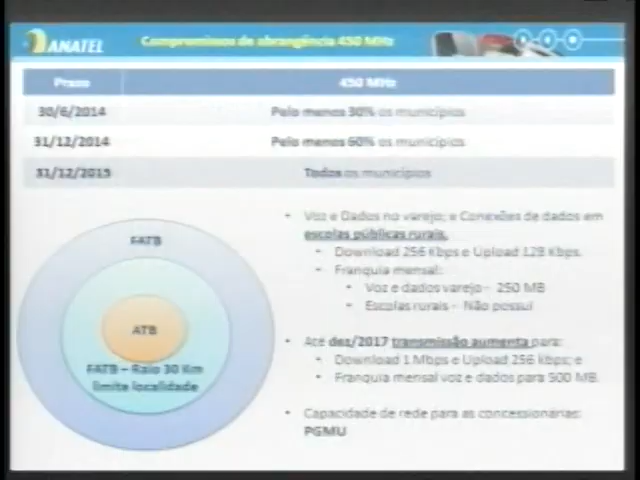 ANATEL
Compromissos de abrangência 450 MHz
Prazo 450 MHz
30/6/2014 Pelo menos 30% os municípios
31/12/2014 Pelo menos 60% os municípios
31/12/2015 Todos os municípios
• Voz e Dados no varejo; e Conexões de dados em
escolas públicas rurais.
• Download 256 Kbps e Upload 128 Kbps.
• Franquia mensal:
• Voz e dados varejo - 250 MB
• Escolas rurais - Não possui
• Até dez/2017 transmissão aumenta para:
• Download 1 Mbps e Upload 256 kbps; e
• Franquia mensal voz e dados para 500 MB.
• Capacidade de rede para as concessionárias:
PGMU
FATB
ATB
FATB – Raio 30 Km
limite localidade